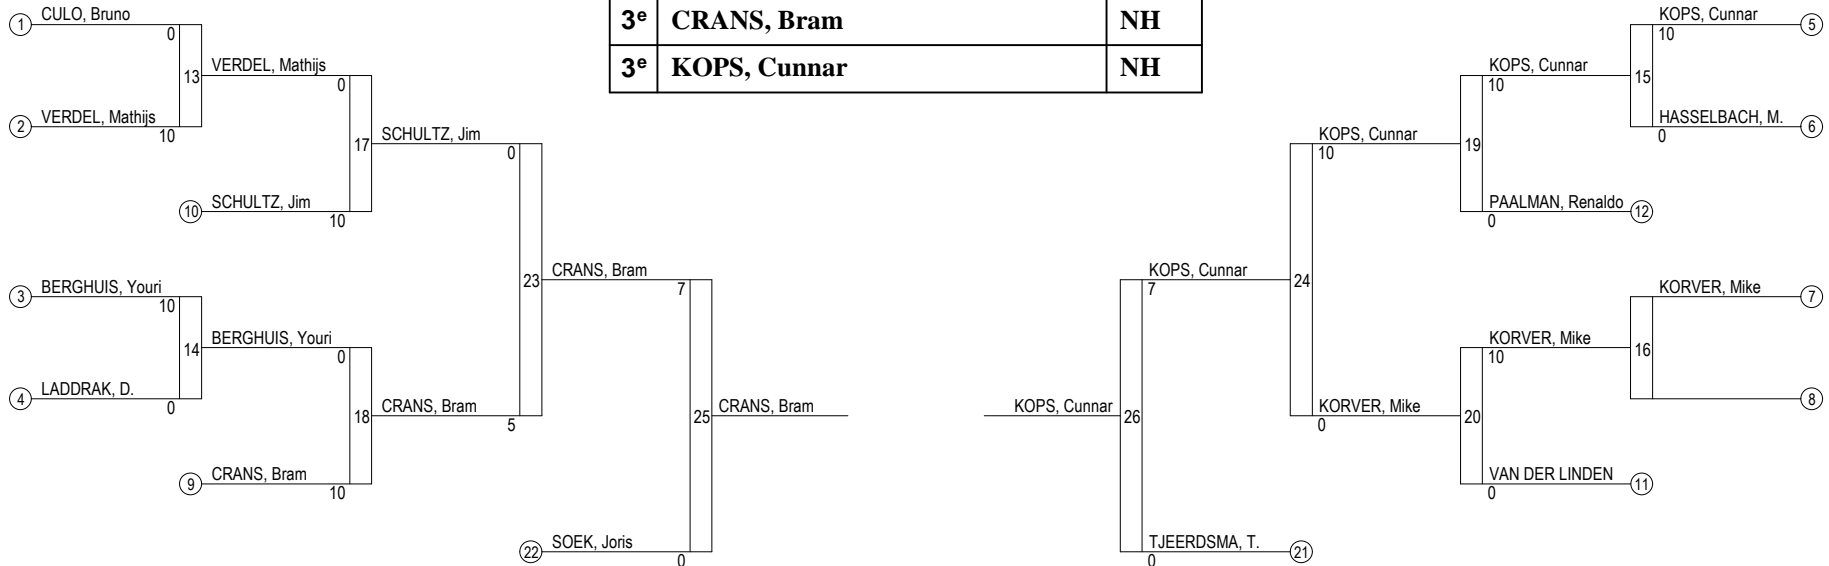 3e CRANS, Bram NH
3e KOPS, Cunnar NH
1 CULO, Bruno
0
13 VERDEL, Mathijs
0
2 VERDEL, Mathijs
10
17 SCHULTZ, Jim
0
10 SCHULTZ, Jim
10
23 CRANS, Bram
7
3 BERGHUIS, Youri
10
14 BERGHUIS, Youri
0
4 LADDRAK, D.
0
18 CRANS, Bram
5
9 CRANS, Bram
10
25 CRANS, Bram
22 SOEK, Joris
0
KOPS, Cunnar 5
10
KOPS, Cunnar 15
10
HASSELBACH, M. 6
0
KOPS, Cunnar 19
10
PAALMAN, Renaldo 12
0
KOPS, Cunnar 24
7
KORVER, Mike 7
KORVER, Mike 16
10
8
KORVER, Mike 20
0
VAN DER LINDEN 11
0
KOPS, Cunnar 26
TJEERDSMA, T. 21
0